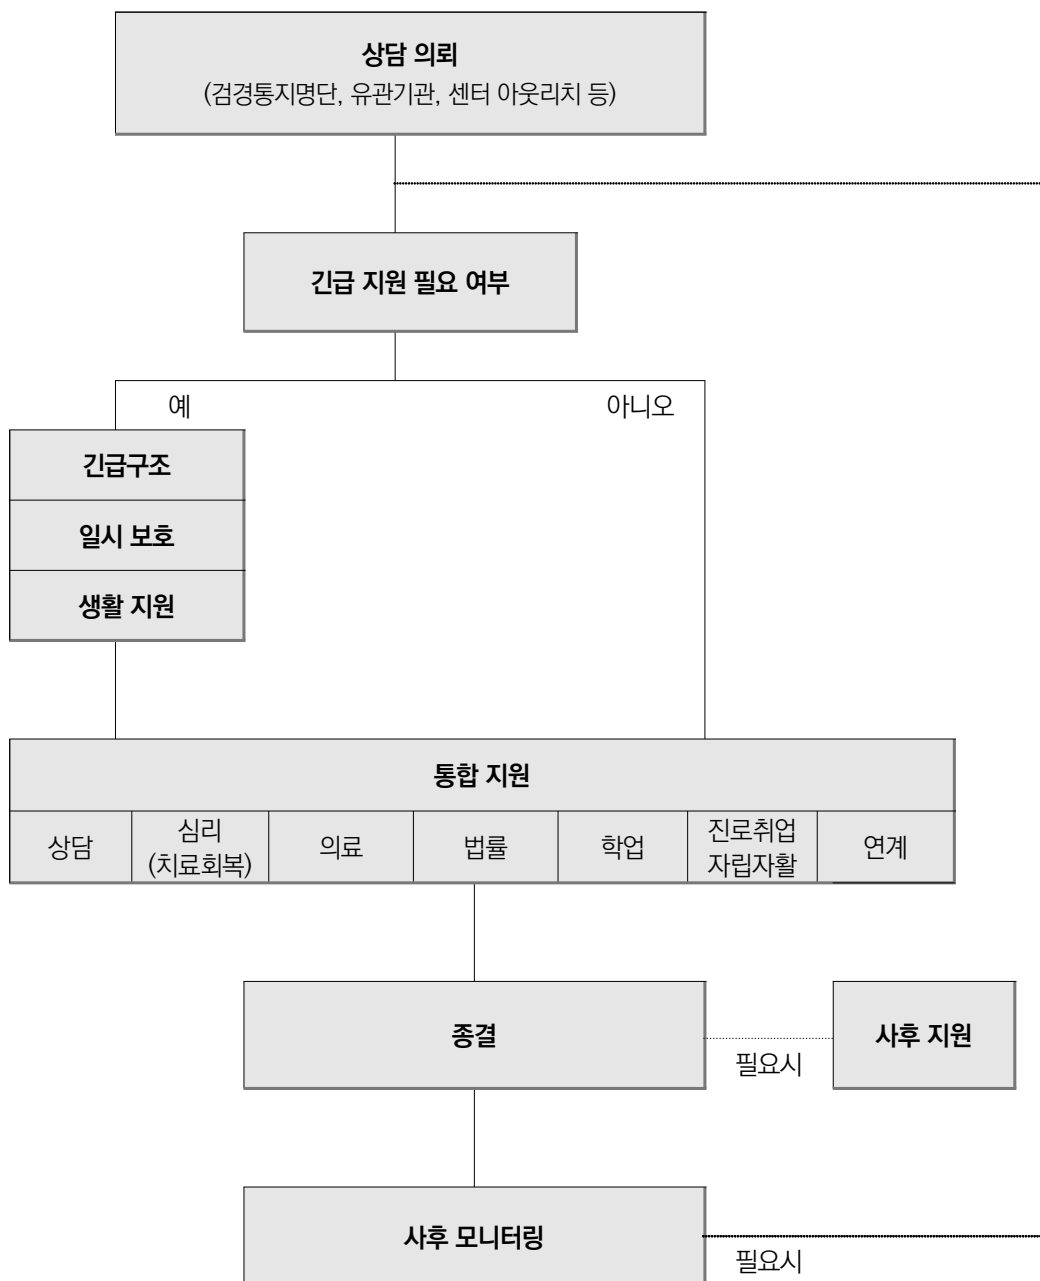 상담 의뢰
(검경통지명단, 유관기관, 센터 아웃리치 등)
긴급 지원 필요 여부
예
아니오
긴급구조
일시 보호
생활 지원
통합 지원
상담
심리
(치료회복)
의료
법률
학업
진로취업
자립자활
연계
종결
필요시
사후 지원
사후 모니터링
필요시